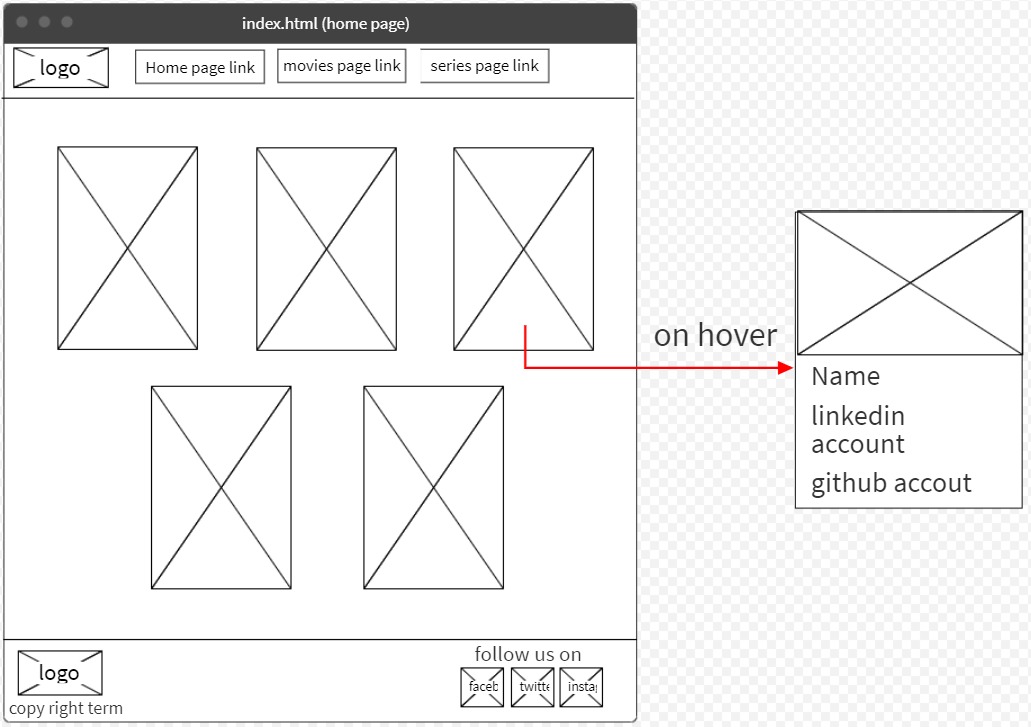 index.html (home page)
logo
Home page link
movies page link
series page link
on hover
Name
linkedin
account
github accout
logo
copy right term
follow us on
faceb
twitte
insta